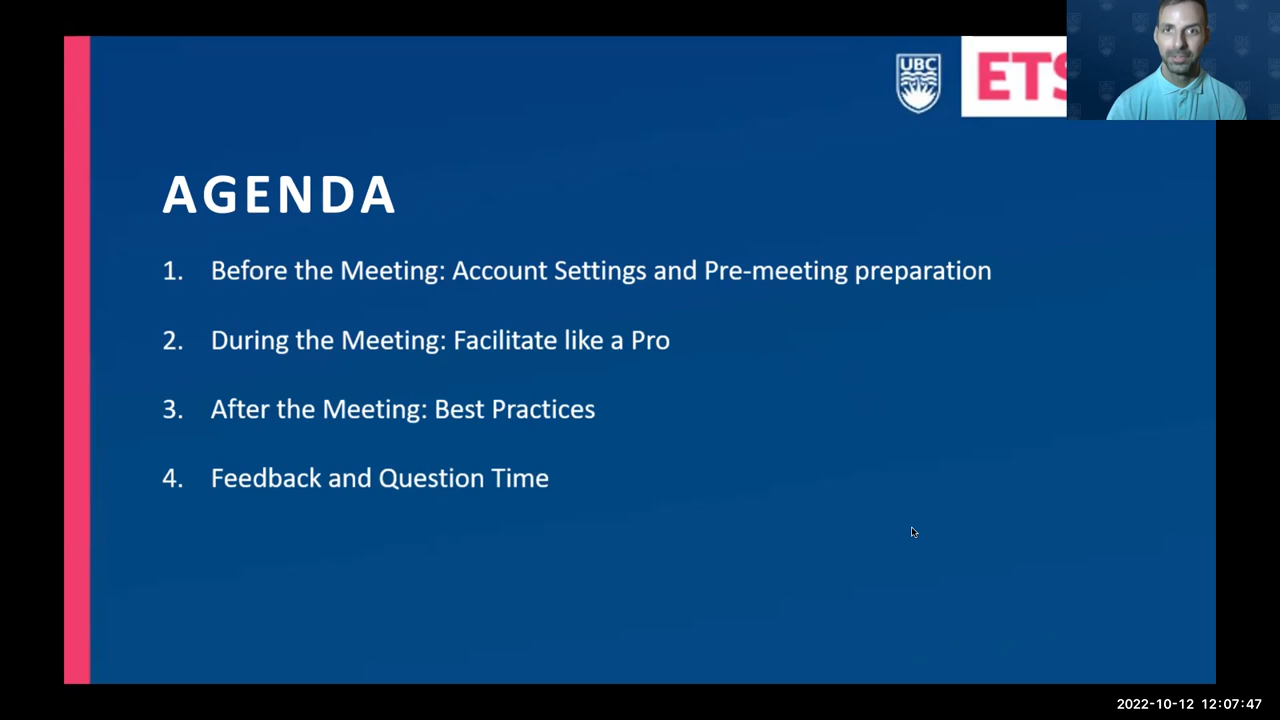 UBC
ETS
AGENDA
1. Before the Meeting: Account Settings and Pre-meeting preparation
2. During the Meeting: Facilitate like a Pro
3. After the Meeting: Best Practices
4. Feedback and Question Time
2022-10-12 12:07:47